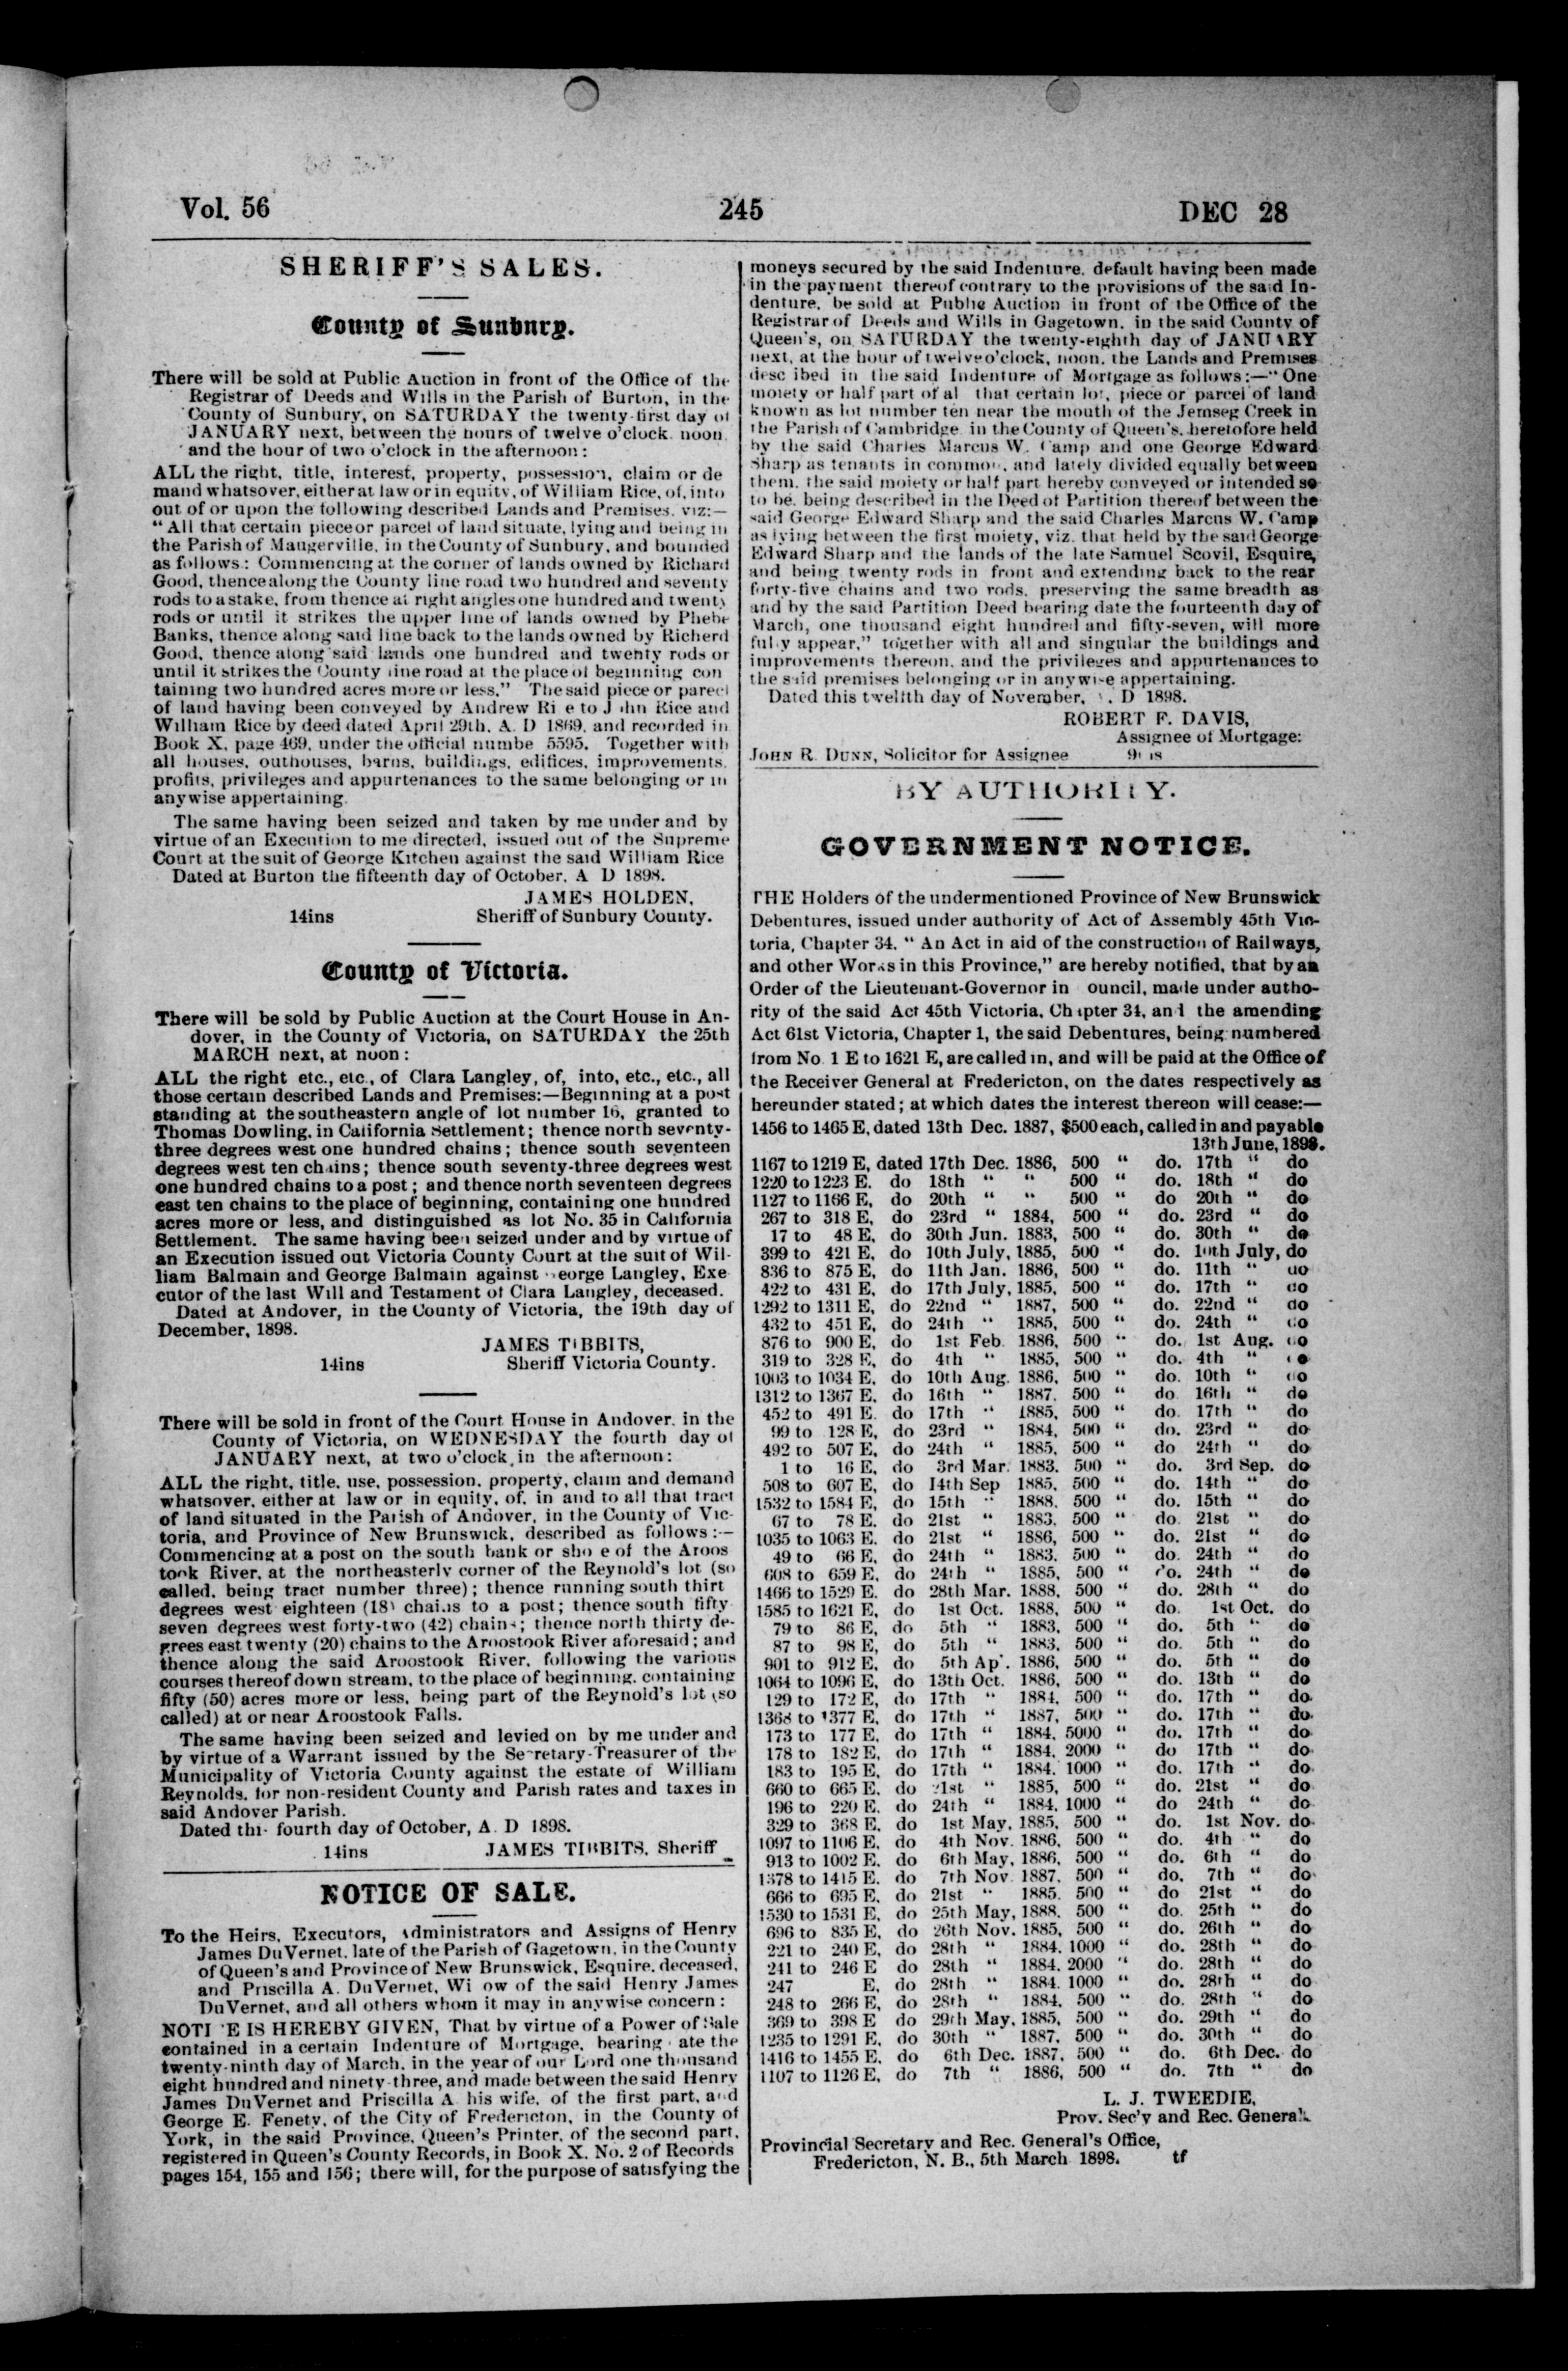 Vol. 56
245
DEC 28
SHERIFF'S SALES.
County of Sunbury.
There will be sold at Public Auction in front of the Office of the
Registrar of Deeds and Wills in the Parish of Burton, in the
County of Sunbury, on SATURDAY the twenty-first day of
JANUARY next, between the hours of twelve o'clock, noon,
and the hour of two o'clock in the afternoon:
ALL the right, title, interest, property, possession, claim or de
mand whatsover, either at law or in equity, of William Rice, of, into
out of or upon the following described Lands and Premises, viz:—
"All that certain piece or parcel of land situate, lying and being in
the Parish of Maugerville, in the County of Sunbury, and bounded
as follows: Commencing at the corner of lands owned by Richard
Good, thence along the County line road two hundred and seventy
rods to a stake, from thence at right angles one hundred and twenty
rods or until it strikes the upper line of lands owned by Phebe
Banks, thence along said line back to the lands owned by Richerd
Good, thence along said lands one hundred and twenty rods or
until it strikes the County line road at the place of beginning con
taining two hundred acres more or less." The said piece or parcel
of land having been conveyed by Andrew Ri e to J hn Rice and
William Rice by deed dated April 29th, A. D 1869, and recorded in
Book X, page 469, under the official numbe 5595. Together with
all houses, outhouses, barns, buildings, edifices, improvements,
profits, privileges and appurtenances to the same belonging or in
anywise appertaining.
The same having been seized and taken by me under and by
virtue of an Execution to me directed, issued out of the Supreme
Court at the suit of George Kitchen against the said William Rice
Dated at Burton the fifteenth day of October, A D 1898.
JAMES HOLDEN,
14ins Sheriff of Sunbury County.
County of Victoria.
There will be sold by Public Auction at the Court House in An-
dover, in the County of Victoria, on SATURDAY the 25th
MARCH next, at noon:
ALL the right etc., etc., of Clara Langley, of, into, etc., etc., all
those certain described Lands and Premises:—Beginning at a post
standing at the southeastern angle of lot number 16, granted to
Thomas Dowling, in California Settlement; thence north seventy-
three degrees west one hundred chains; thence south seventeen
degrees west ten chains; thence south seventy-three degrees west
one hundred chains to a post; and thence north seventeen degrees
east ten chains to the place of beginning, containing one hundred
acres more or less, and distinguished as lot No. 35 in California
Settlement. The same having been seized under and by virtue of
an Execution issued out Victoria County Court at the suit of Wil-
liam Balmain and George Balmain against eorge Langley, Exe
cutor of the last Will and Testament of Clara Langley, deceased.
Dated at Andover, in the County of Victoria, the 19th day of
December, 1898.
JAMES TIBBITS,
14ins Sheriff Victoria County.
There will be sold in front of the Court House in Andover, in the
County of Victoria, on WEDNESDAY the fourth day of
JANUARY next, at two o'clock, in the afternoon:
ALL the right, title, use, possession, property, claim and demand
whatsover, either at law or in equity, of, in and to all that tract
of land situated in the Parish of Andover, in the County of Vic-
toria, and Province of New Brunswick, described as follows:—
Commencing at a post on the south bank or sho e of the Aroos
took River, at the northeasterly corner of the Reynold's lot (so
called, being tract number three); thence running south thirt
degrees west eighteen (18) chains to a post; thence south fifty
seven degrees west forty-two (42) chains; thence north thirty de-
grees east twenty (20) chains to the Aroostook River aforesaid; and
thence along the said Aroostook River, following the various
courses thereof down stream, to the place of beginning, containing
fifty (50) acres more or less, being part of the Reynold's lot (so
called) at or near Aroostook Falls.
The same having been seized and levied on by me under and
by virtue of a Warrant issued by the Secretary-Treasurer of the
Municipality of Victoria County against the estate of William
Reynolds, for non-resident County and Parish rates and taxes in
said Andover Parish.
Dated this fourth day of October, A. D 1898.
14ins JAMES TIBBITS, Sheriff
NOTICE OF SALE.
To the Heirs, Executors, Administrators and Assigns of Henry
James DuVernet, late of the Parish of Gagetown, in the County
of Queen's and Province of New Brunswick, Esquire, deceased,
and Priscilla A. DuVernet, Wi ow of the said Henry James
DuVernet, and all others whom it may in anywise concern:
NOTI E IS HEREBY GIVEN, That by virtue of a Power of Sale
contained in a certain Indenture of Mortgage, bearing ate the
twenty-ninth day of March, in the year of our Lord one thousand
eight hundred and ninety-three, and made between the said Henry
James DuVernet and Priscilla A his wife, of the first part, and
George E. Fenety, of the City of Fredericton, in the County of
York, in the said Province, Queen's Printer, of the second part,
registered in Queen's County Records, in Book X, No. 2 of Records
pages 154, 155 and 156; there will, for the purpose of satisfying the
moneys secured by the said Indenture, default having been made
in the payment thereof contrary to the provisions of the said In-
denture, be sold at Public Auction in front of the Office of the
Registrar of Deeds and Wills in Gagetown, in the said County of
Queen's, on SATURDAY the twenty-eighth day of JANUARY
next, at the hour of twelve o'clock, noon, the Lands and Premises
desc ibed in the said Indenture of Mortgage as follows:—"One
moiety or half part of al that certain lot, piece or parcel of land
known as lot number ten near the mouth of the Jemseg Creek in
the Parish of Cambridge in the County of Queen's, heretofore held
by the said Charles Marcus W. Camp and one George Edward
Sharp as tenants in common, and lately divided equally between
them, the said moiety or half part hereby conveyed or intended so
to be, being described in the Deed of Partition thereof between the
said George Edward Sharp and the said Charles Marcus W. Camp
as lying between the first moiety, viz. that held by the said George
Edward Sharp and the lands of the late Samuel Scovil, Esquire,
and being twenty rods in front and extending back to the rear
forty-five chains and two rods, preserving the same breadth as
and by the said Partition Deed bearing date the fourteenth day of
March, one thousand eight hundred and fifty-seven, will more
fully appear," together with all and singular the buildings and
improvements thereon, and the privileges and appurtenances to
the said premises belonging or in anywise appertaining.
Dated this twelfth day of November, . D 1898.
ROBERT F. DAVIS,
Assignee of Mortgage:
JOHN R. DUNN, Solicitor for Assignee
BY AUTHORITY.
GOVERNMENT NOTICE.
THE Holders of the undermentioned Province of New Brunswick
Debentures, issued under authority of Act of Assembly 45th Vic-
toria, Chapter 34, "An Act in aid of the construction of Railways,
and other Works in this Province," are hereby notified, that by an
Order of the Lieutenant-Governor in ouncil, made under autho-
rity of the said Act 45th Victoria, Chapter 34, and the amending
Act 61st Victoria, Chapter 1, the said Debentures, being numbered
from No. 1 E to 1621 E, are called in, and will be paid at the Office of
the Receiver General at Fredericton, on the dates respectively as
hereunder stated; at which dates the interest thereon will cease:—
1456 to 1465 E, dated 13th Dec. 1887, $500 each, called in and payable
13th June, 1898.
1167 to 1219 E, dated 17th Dec. 1886, 500 " do. 17th " do
1220 to 1223 E. do 18th " " 500 " do. 18th " do
1127 to 1166 E, do 20th " " 500 " do 20th " do
267 to 318 E, do 23rd " 1884, 500 " do. 23rd " do
17 to 48 E, do 30th Jun. 1883, 500 " do. 30th " do
399 to 421 E, do 10th July, 1885, 500 " do. 10th July, do
836 to 875 E, do 11th Jan. 1886, 500 " do. 11th " do
422 to 431 E, do 17th July, 1885, 500 " do. 17th " do
1292 to 1311 E, do 22nd " 1887, 500 " do. 22nd " do
432 to 451 E, do 24th " 1885, 500 " do. 24th " do
876 to 900 E, do 1st Feb. 1886, 500 " do. 1st Aug. do
319 to 328 E, do 4th " 1885, 500 " do. 4th "
1003 to 1034 E, do 10th Aug. 1886, 500 " do. 10th " do
1312 to 1367 E, do 16th " 1887, 500 " do 16th " do
452 to 491 E. do 17th " 1885, 500 " do. 17th " do
99 to 128 E, do 23rd " 1884, 500 " do. 23rd " do
492 to 507 E, do 24th " 1885, 500 " do 24th " do
1 to 16 E, do 3rd Mar. 1883, 500 " do. 3rd Sep. do
508 to 607 E, do 14th Sep 1885, 500 " do. 14th " do
1532 to 1584 E, do 15th " 1888, 500 " do. 15th " do
67 to 78 E. do 21st " 1883, 500 " do. 21st " do
1035 to 1063 E. do 21st " 1886, 500 " do. 21st " do
49 to 66 E, do 24th " 1883, 500 " do. 24th " do
608 to 659 E, do 24th " 1885, 500 " do. 24th " do
1466 to 1529 E. do 28th Mar. 1888, 500 " do. 28th " do
1585 to 1621 E, do 1st Oct. 1888, 500 " do. 1st Oct. do
79 to 86 E, do 5th " 1883, 500 " do. 5th " do
87 to 98 E, do 5th " 1883, 500 " do. 5th " do
901 to 912 E, do 5th Ap . 1886, 500 " do. 5th " do
1064 to 1096 E, do 13th Oct. 1886, 500 " do. 13th " do
129 to 172 E, do 17th " 1884, 500 " do. 17th " do.
1368 to 1377 E, do 17th " 1887, 500 " do. 17th " do.
173 to 177 E, do 17th " 1884, 5000 " do. 17th " do
178 to 182 E, do 17th " 1884, 2000 " do 17th " do
183 to 195 E, do 17th " 1884, 1000 " do. 17th " do.
660 to 665 E, do 21st " 1885, 500 " do. 21st " do
196 to 220 E. do 24th " 1884, 1000 " do 24th " do
329 to 368 E, do 1st May, 1885, 500 " do. 1st Nov. do
1097 to 1106 E, do 4th Nov. 1886, 500 " do. 4th " do
913 to 1002 E, do 6th May, 1886, 500 " do. 6th " do
1378 to 1415 E. do 7th Nov. 1887, 500 " do. 7th " do
666 to 695 E, do 21st " 1885, 500 " do 21st " do
1530 to 1531 E, do 25th May, 1888, 500 " do. 25th " do
696 to 835 E, do 26th Nov. 1885, 500 " do. 26th " do
221 to 240 E, do 28th " 1884, 1000 " do. 28th " do
241 to 246 E do 28th " 1884, 2000 " do. 28th " do
247 E, do 28th " 1884, 1000 " do. 28th " do
248 to 266 E, do 28th " 1884, 500 " do. 28th " do
369 to 398 E do 29th May, 1885, 500 " do. 29th " do
1235 to 1291 E, do 30th " 1887, 500 " do. 30th " do
1416 to 1455 E, do 6th Dec. 1887, 500 " do. 6th Dec. do
1107 to 1126 E, do 7th " 1886, 500 " do. 7th " do
L. J. TWEEDIE,
Prov. Sec'y and Rec. General.
Provincial Secretary and Rec. General's Office,
Fredericton, N. B., 5th March 1898. tf